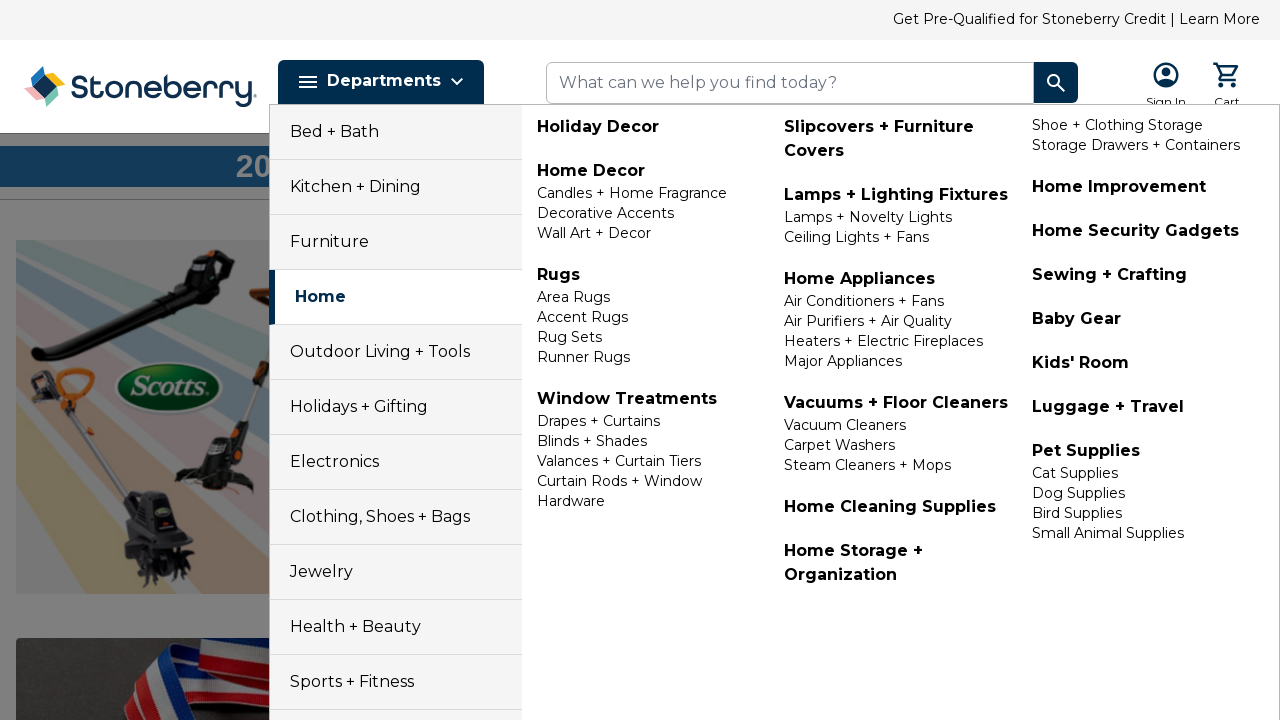 Get Pre-Qualified for Stoneberry Credit | Learn More
Stoneberry
Departments
What can we help you find today?
Sign In
Cart
20
Scotts
Bed + Bath
Kitchen + Dining
Furniture
Home
Outdoor Living + Tools
Holidays + Gifting
Electronics
Clothing, Shoes + Bags
Jewelry
Health + Beauty
Sports + Fitness
Holiday Decor
Home Decor
Candles + Home Fragrance
Decorative Accents
Wall Art + Decor
Rugs
Area Rugs
Accent Rugs
Rug Sets
Runner Rugs
Window Treatments
Drapes + Curtains
Blinds + Shades
Valances + Curtain Tiers
Curtain Rods + Window
Hardware
Slipcovers + Furniture
Covers
Lamps + Lighting Fixtures
Lamps + Novelty Lights
Ceiling Lights + Fans
Home Appliances
Air Conditioners + Fans
Air Purifiers + Air Quality
Heaters + Electric Fireplaces
Major Appliances
Vacuums + Floor Cleaners
Vacuum Cleaners
Carpet Washers
Steam Cleaners + Mops
Home Cleaning Supplies
Home Storage +
Organization
Shoe + Clothing Storage
Storage Drawers + Containers
Home Improvement
Home Security Gadgets
Sewing + Crafting
Baby Gear
Kids' Room
Luggage + Travel
Pet Supplies
Cat Supplies
Dog Supplies
Bird Supplies
Small Animal Supplies